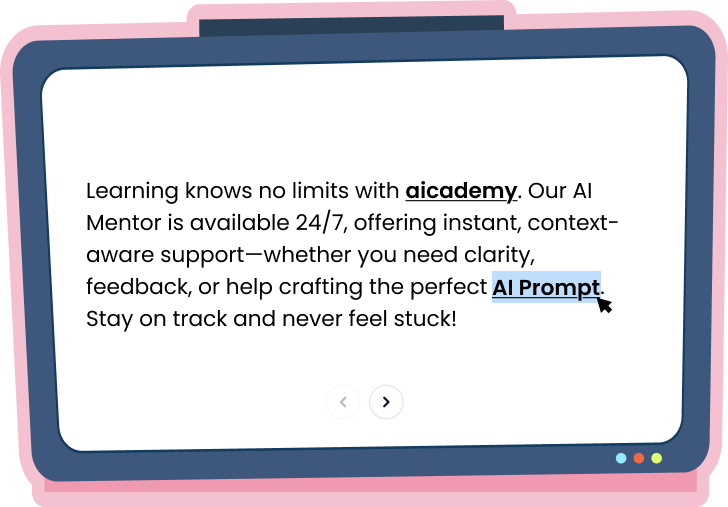 Learning knows no limits with aicademy. Our AI
Mentor is available 24/7, offering instant, context-
aware support—whether you need clarity,
feedback, or help crafting the perfect AI Prompt.
Stay on track and never feel stuck!